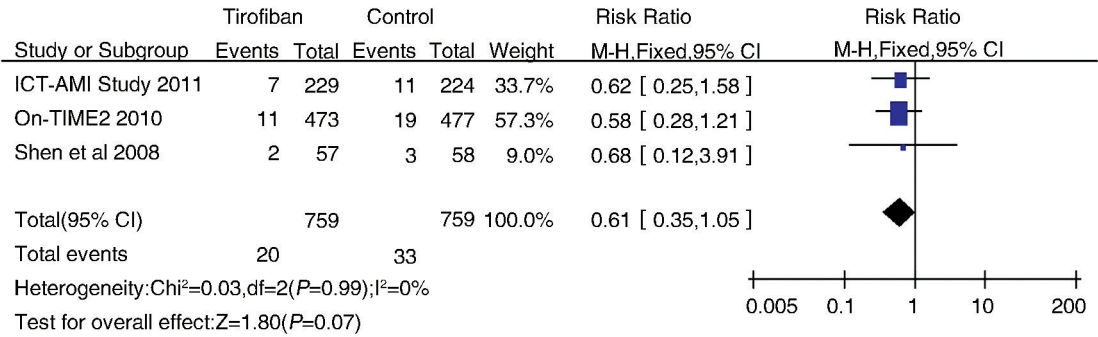 Tirofiban Control Risk Ratio Risk Ratio
Study or Subgroup Events Total Events Total Weight M-H,Fixed,95% CI M-H,Fixed,95% CI
ICT-AMI Study 2011 7 229 11 224 33.7% 0.62 [ 0.25,1.58]
On-TIME2 2010 11 473 19 477 57.3% 0.58 [ 0.28,1.21]
Shen et al 2008 2 57 3 58 9.0% 0.68 [ 0.12,3.91]
Total(95% CI) 759 759 100.0% 0.61 [ 0.35,1.05]
Total events 20 33
Heterogeneity:Chi²=0.03,df=2(P=0.99);I²=0%
Test for overall effect:Z=1.80(P=0.07)
0.005 0.1 1 10 200